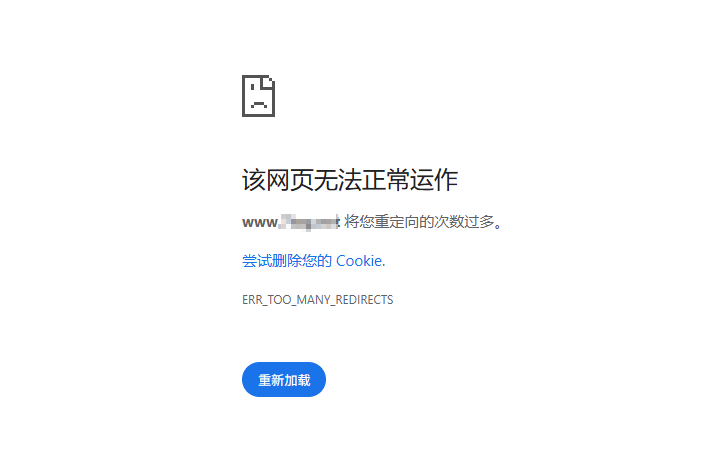 该网页无法正常运作
www. 将您重定向的次数过多。
尝试删除您的 Cookie.
ERR_TOO_MANY_REDIRECTS
重新加载